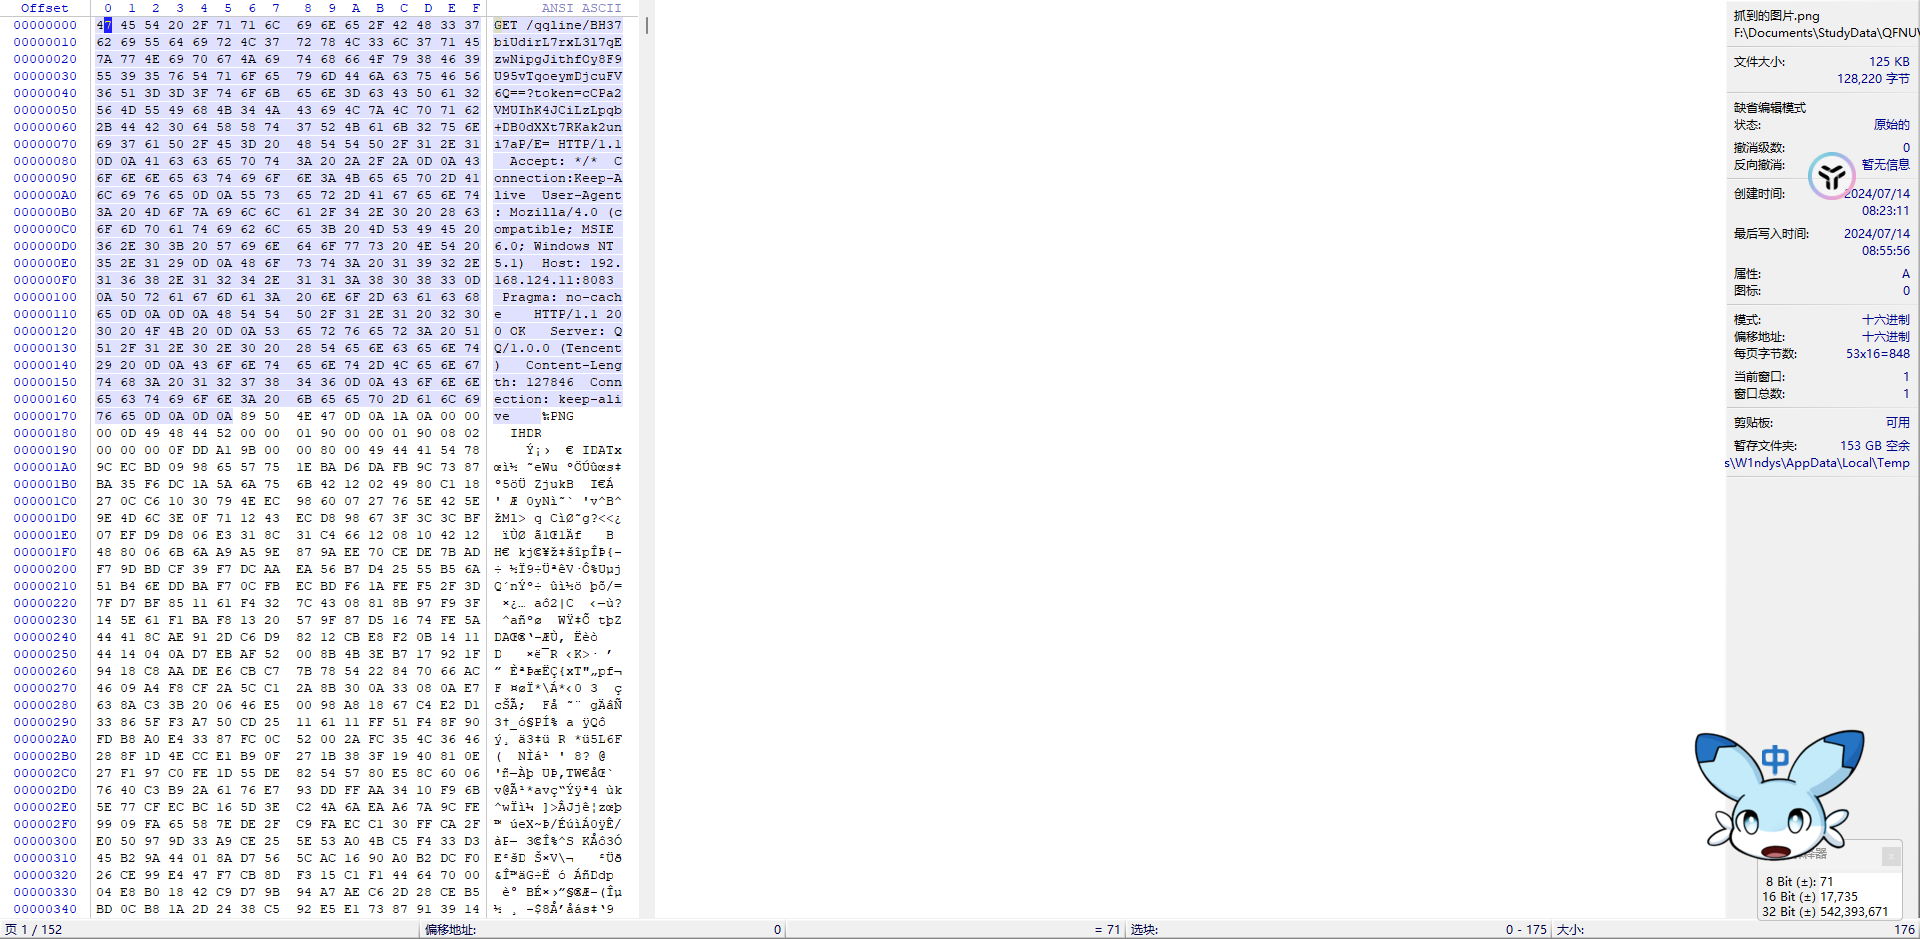 Offset 0 1 2 3 4 5 6 7 8 9 A B C D E F ANSI ASCII
00000000 47 45 54 20 2F 71 71 6C 69 6E 65 2F 42 48 33 37 GET /qqline/BH37
00000010 62 69 55 64 69 72 4C 37 72 78 4C 33 6C 37 71 45 biUdirL7rxL3l7qE
00000020 7A 77 4E 69 70 67 4A 69 74 68 66 4F 79 38 46 39 zwNipgJithfOy8F9
00000030 55 39 35 76 54 71 6F 65 79 6D 44 6A 63 75 46 56 U95vTqoeymDjcuFV
00000040 36 51 3D 3D 3F 74 6F 6B 65 6E 3D 63 43 50 61 32 6Q==?token=cCPa2
00000050 56 4D 55 49 68 4B 34 4A 43 69 4C 7A 4C 70 71 62 VMUIhK4JCiLzLpqb
00000060 2B 44 42 30 64 58 58 74 37 52 4B 61 6B 32 75 6E +DB0dXXt7RKak2un
00000070 69 37 61 50 2F 45 3D 20 48 54 54 50 2F 31 2E 31 i7aP/E= HTTP/1.1
00000080 0D 0A 41 63 63 65 70 74 3A 20 2A 2F 2A 0D 0A 43 Accept: */* C
00000090 6F 6E 6E 65 63 74 69 6F 6E 3A 4B 65 65 70 2D 41 onnection:Keep-A
000000A0 6C 69 76 65 0D 0A 55 73 65 72 2D 41 67 65 6E 74 live User-Agent
000000B0 3A 20 4D 6F 7A 69 6C 6C 61 2F 34 2E 30 20 28 63 : Mozilla/4.0 (c
000000C0 6F 6D 70 61 74 69 62 6C 65 3B 20 4D 53 49 45 20 ompatible; MSIE
000000D0 36 2E 30 3B 20 57 69 6E 64 6F 77 73 20 4E 54 20 6.0; Windows NT
000000E0 35 2E 31 29 0D 0A 48 6F 73 74 3A 20 31 39 32 2E 5.1) Host: 192.
000000F0 31 36 38 2E 31 32 34 2E 31 31 3A 38 30 38 33 0D 168.124.11:8083
00000100 0A 50 72 61 67 6D 61 3A 20 6E 6F 2D 63 61 63 68 Pragma: no-cach
00000110 65 0D 0A 0D 0A 48 54 54 50 2F 31 2E 31 20 32 30 e HTTP/1.1 20
00000120 30 20 4F 4B 20 0D 0A 53 65 72 76 65 72 3A 20 51 0 OK Server: Q
00000130 51 2F 31 2E 30 2E 30 20 28 54 65 6E 63 65 6E 74 Q/1.0.0 (Tencent
00000140 29 20 0D 0A 43 6F 6E 74 65 6E 74 2D 4C 65 6E 67 ) Content-Leng
00000150 74 68 3A 20 31 32 37 38 34 36 0D 0A 43 6F 6E 6E th: 127846 Conn
00000160 65 63 74 69 6F 6E 3A 20 6B 65 65 70 2D 61 6C 69 ection: keep-ali
00000170 76 65 0D 0A 0D 0A 89 50 4E 47 0D 0A 1A 0A 00 00 ve ‰PNG
00000180 00 0D 49 48 44 52 00 00 01 90 00 00 01 90 08 02 IHDR
00000190 00 00 00 0F DD A1 9B 00 00 80 00 49 44 41 54 78 Ý¡› € IDATx
000001A0 9C EC BD 09 98 65 57 75 1E BA D6 DA FB 9C 73 87 œì½ ˜eWu ºÖÚûœs‡
000001B0 BA 35 F6 DC 1A 5A 6A 75 6B 42 12 02 49 80 C1 18 º5öÜ ZjukB I€Á
000001C0 27 0C C6 10 30 79 4E EC 98 60 07 27 76 5E 42 5E ' Æ 0yNì˜` 'v^B^
000001D0 9E 4D 6C 3E 0F 71 12 43 EC D8 98 67 3F 3C 3C BF žMl> q CìØ˜g?<<¿
000001E0 07 EF D9 D8 06 E3 31 8C 31 C4 66 12 08 10 42 12 ïÙØ ã1Œ1Äf B
000001F0 48 80 06 6B 6A A9 A5 9E 87 9A EE 70 CE DE 7B AD H€ kj©¥ž‡šîpÎÞ{-
00000200 F7 9D BD CF 39 F7 DC AA EA 56 B7 D4 25 55 B5 6A ÷ ½Ï9÷ÜªêV·Ô%Uµj
00000210 51 B4 6E DD BA F7 0C FB EC BD F6 1A FE F5 2F 3D Q´nÝº÷ ûì½ö þõ/=
00000220 7F D7 BF 85 11 61 F4 32 7C 43 08 81 8B 97 F9 3F ×¿… aô2|C ‹—ù?
00000230 14 5E 61 F1 BA F8 13 20 57 9F 87 D5 16 74 FE 5A ^añºø WŸ‡Õ tþZ
00000240 44 41 8C AE 91 2D C6 D9 82 12 CB E8 F2 0B 14 11 DAŒ®‘-ÆÙ‚ Ëèò
00000250 44 14 04 0A D7 EB AF 52 00 8B 4B 3E B7 17 92 1F D ×ë¯R ‹K>· ’
00000260 94 18 C8 AA DE E6 CB C7 7B 78 54 22 84 70 66 AC ” ÈªÞæËÇ{xT"„pf¬
00000270 46 09 A4 F8 CF 2A 5C C1 2A 8B 30 0A 33 08 0A E7 F ¤øÏ*\Á*‹0 3 ç
00000280 63 8A C3 3B 20 06 46 E5 00 98 A8 18 67 C4 E2 D1 cŠÃ; Få ˜¨ gÄâÑ
00000290 33 86 5F F3 A7 50 CD 25 11 61 11 FF 51 F4 8F 90 3†_ó§PÍ% a ÿQô
000002A0 FD B8 A0 E4 33 87 FC 0C 52 00 2A FC 35 4C 36 46 ý¸ ä3‡ü R *ü5L6F
000002B0 28 8F 1D 4E CC E1 B9 0F 27 1B 38 3F 19 40 81 0E ( NÌá¹ ' 8? @
000002C0 27 F1 97 C0 FE 1D 55 DE 82 54 57 80 E5 8C 60 06 'ñ—Àþ UÞ‚TW€åŒ`
000002D0 76 40 C3 B9 2A 61 76 E7 93 DD FF AA 34 10 F9 6B v@Ã¹*avç“Ýÿª4 ùk
000002E0 5E 77 CF EC BC 16 5D 3E C2 4A 6A EA A6 7A 9C FE ^wÏì¼ ]>ÂJjê¦zœþ
000002F0 99 09 FA 65 58 7E DE 2F C9 FA EC C1 30 FF CA 2F ™ úeX~Þ/ÉúìÁ0ÿÊ/
00000300 E0 50 97 9D 33 A9 CE 25 5E 53 A0 4B C5 F4 33 D3 àP— 3©Î%^S KÅô3Ó
00000310 45 B2 9A 44 01 8A D7 56 5C AC 16 90 A0 B2 DC F0 E²šD Š×V\¬ ²Üð
00000320 26 CE 99 E4 47 F7 CB 8D F3 15 C1 F1 44 64 70 00 &Î™äG÷Ë ó ÁñDdp
00000330 04 E8 B0 18 42 C9 D7 9B 94 A7 AE C6 2D 28 CE B5 è° BÉ×›”§®Æ-(Îµ
00000340 BD 0C B8 1A 2D 24 38 C5 92 E5 E1 73 87 91 39 14 ½ ¸ -$8Å’åás‡‘9
抓到的图片.png
F:\Documents\StudyData\QFNU
文件大小: 125 KB
128,220 字节
缺省编辑模式
状态: 原始的
撤消级数: 0
反向撤消: 暂无信息
创建时间: 2024/07/14
08:23:11
最后写入时间: 2024/07/14
08:55:56
属性: A
图标: 0
模式: 十六进制
偏移地址: 十六进制
每页字节数: 53x16=848
当前窗口: 1
窗口总数: 1
剪贴板: 可用
暂存文件夹: 153 GB 空余
s\W1ndys\AppData\Local\Temp
中
8 Bit (±): 71
16 Bit (±) 17,735
32 Bit (±) 542,393,671
页 1 / 152 偏移地址: 0 = 71 选块: 0 - 175 大小: 176